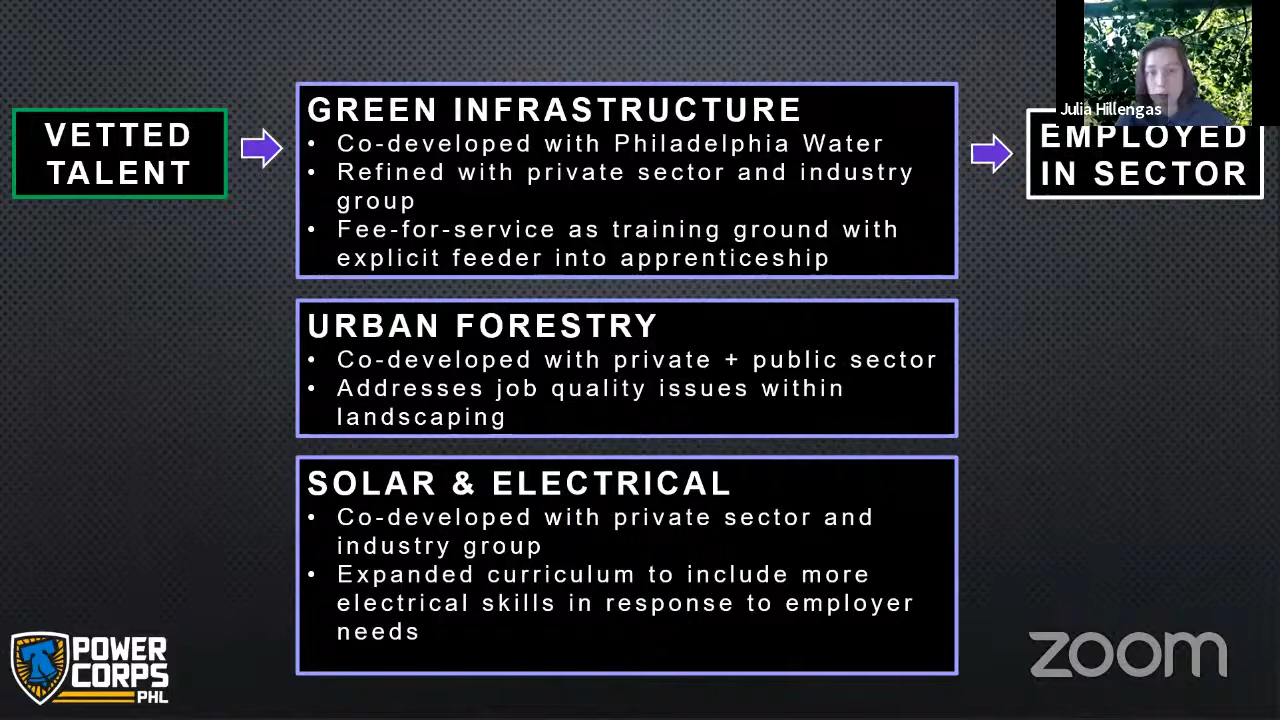 VETTED
TALENT
GREEN INFRASTRUCTURE
• Co-developed with Philadelphia Water
• Refined with private sector and industry
group
• Fee-for-service as training ground with
explicit feeder into apprenticeship
URBAN FORESTRY
• Co-developed with private + public sector
• Addresses job quality issues within
landscaping
SOLAR & ELECTRICAL
• Co-developed with private sector and
industry group
• Expanded curriculum to include more
electrical skills in response to employer
needs
Julia Hillengas
EMPLOYED
IN SECTOR
POWER
CORPS
PHL
zoom